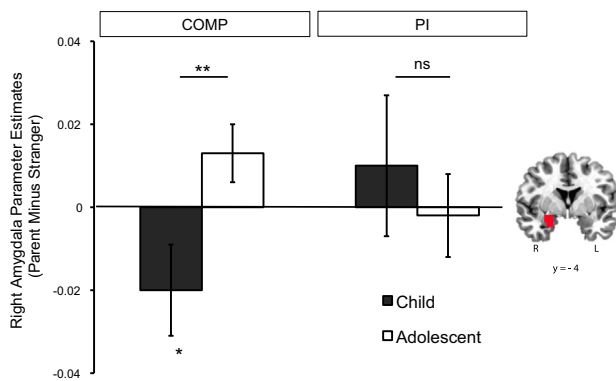 COMP
PI
Right Amygdala Parameter Estimates
(Parent Minus Stranger)
0.04
0.02
0
-0.02
-0.04
**
ns
*
Child
Adolescent
R
L
y = - 4